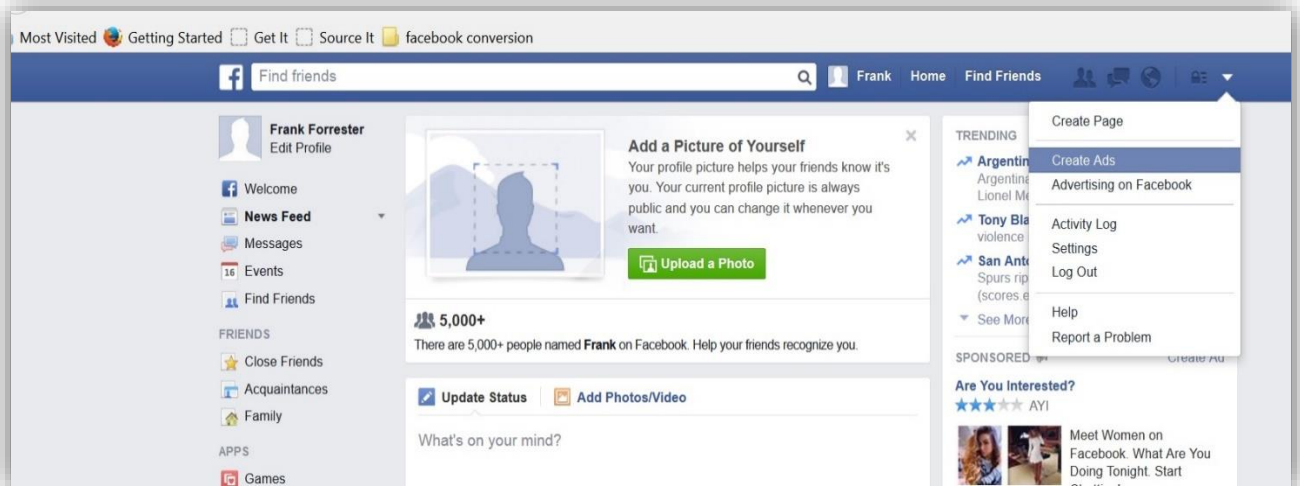 Most Visited Getting Started Get It Source It facebook conversion
f Find friends Frank Home Find Friends
Frank Forrester
Edit Profile
Welcome
News Feed
Messages
16 Events
Find Friends
FRIENDS
Close Friends
Acquaintances
Family
APPS
Games
Add a Picture of Yourself
Your profile picture helps your friends know it's
you. Your current profile picture is always
public and you can change it whenever you
want.
Upload a Photo
5,000+
There are 5,000+ people named Frank on Facebook. Help your friends recognize you.
Update Status Add Photos/Video
What's on your mind?
Create Page
Create Ads
Advertising on Facebook
Activity Log
Settings
Log Out
Help
Report a Problem
TRENDING
Argentin
Argentina
Lionel Me
Tony Bla
violence
San Anto
Spurs rip
(scores.e
See More
SPONSORED Create Ad
Are You Interested?
AYI
Meet Women on
Facebook. What Are You
Doing Tonight. Start